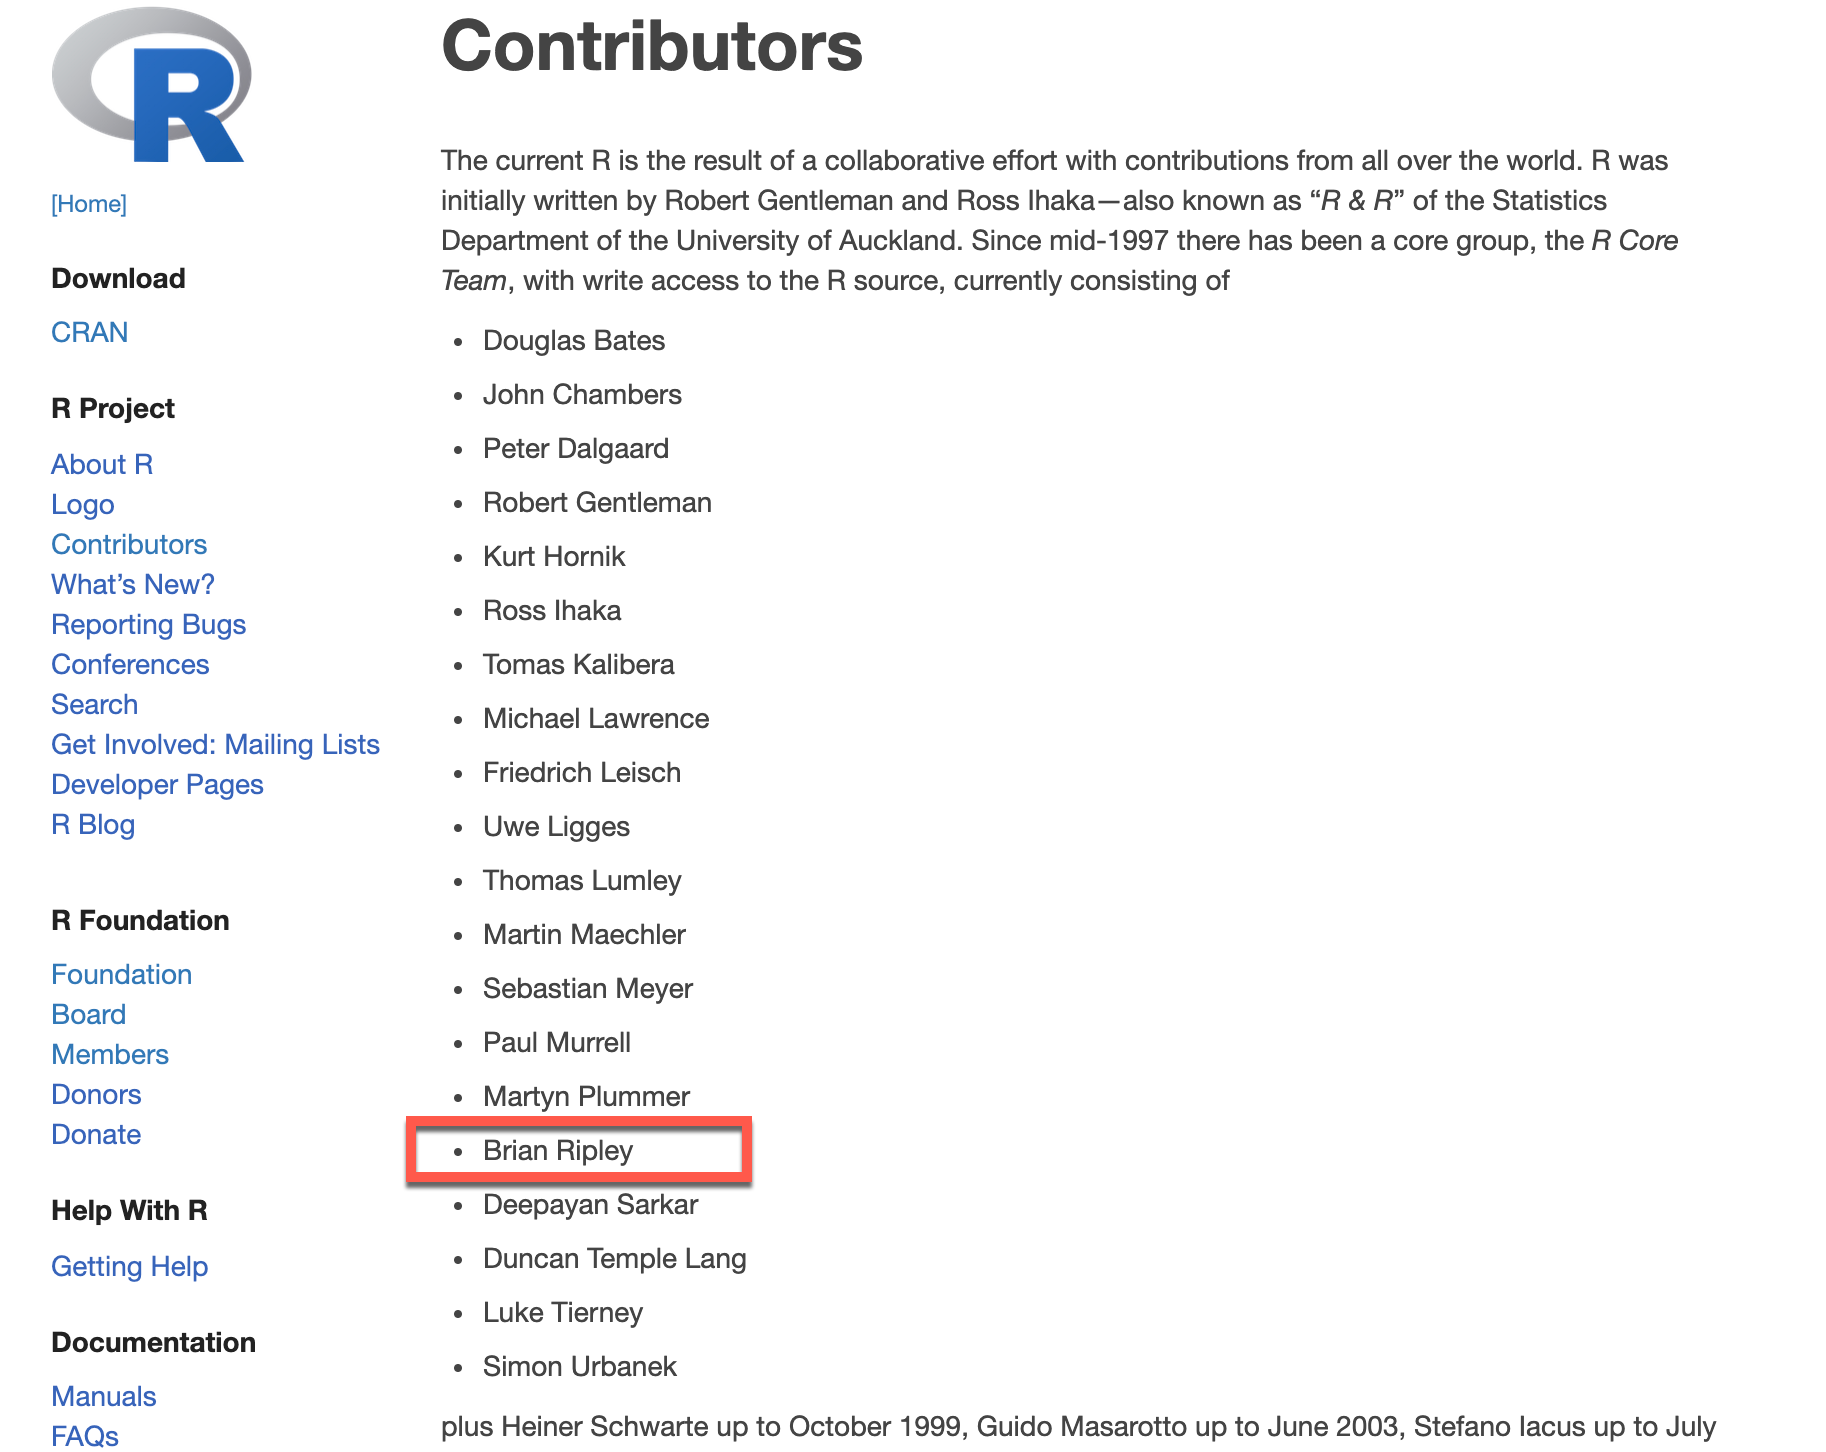 R
[Home]
Download
CRAN
R Project
About R
Logo
Contributors
What’s New?
Reporting Bugs
Conferences
Search
Get Involved: Mailing Lists
Developer Pages
R Blog
R Foundation
Foundation
Board
Members
Donors
Donate
Help With R
Getting Help
Documentation
Manuals
FAQs
Contributors
The current R is the result of a collaborative effort with contributions from all over the world. R was
initially written by Robert Gentleman and Ross Ihaka—also known as “R & R” of the Statistics
Department of the University of Auckland. Since mid-1997 there has been a core group, the R Core
Team, with write access to the R source, currently consisting of
• Douglas Bates
• John Chambers
• Peter Dalgaard
• Robert Gentleman
• Kurt Hornik
• Ross Ihaka
• Tomas Kalibera
• Michael Lawrence
• Friedrich Leisch
• Uwe Ligges
• Thomas Lumley
• Martin Maechler
• Sebastian Meyer
• Paul Murrell
• Martyn Plummer
• Brian Ripley
• Deepayan Sarkar
• Duncan Temple Lang
• Luke Tierney
• Simon Urbanek
plus Heiner Schwarte up to October 1999, Guido Masarotto up to June 2003, Stefano Iacus up to July